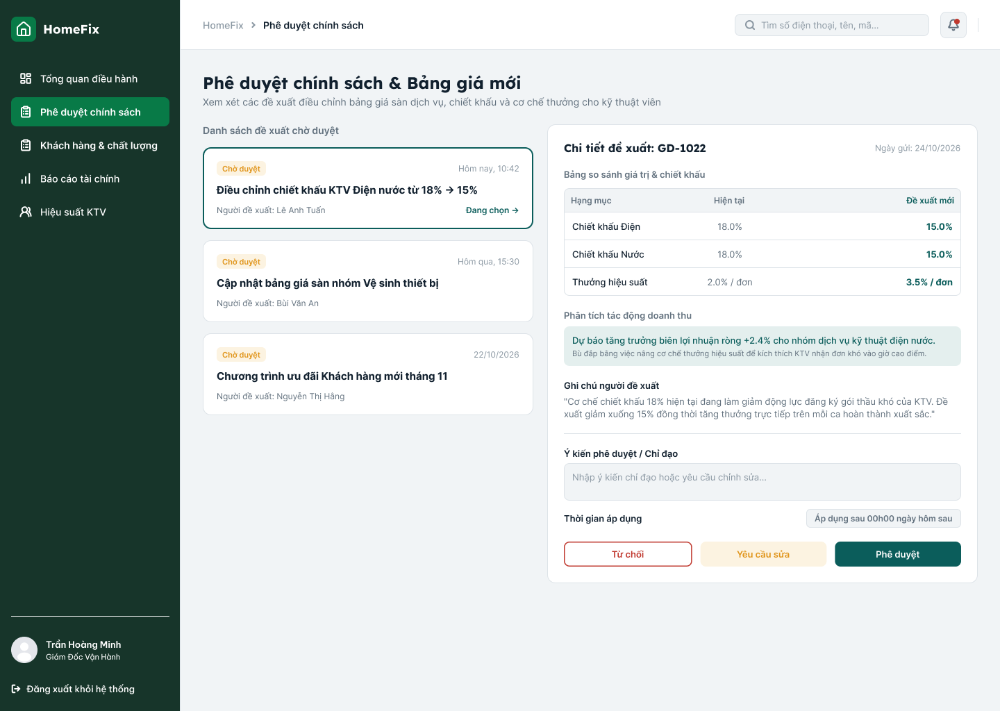 HomeFix
Tổng quan điều hành
Phê duyệt chính sách
Khách hàng & chất lượng
Báo cáo tài chính
Hiệu suất KTV
Trần Hoàng Minh
Giám Đốc Vận Hành
Đăng xuất khỏi hệ thống
HomeFix > Phê duyệt chính sách
Tìm số điện thoại, tên, mã...
Phê duyệt chính sách & Bảng giá mới
Xem xét các đề xuất điều chỉnh bảng giá sàn dịch vụ, chiết khấu và cơ chế thưởng cho kỹ thuật viên
Danh sách đề xuất chờ duyệt
Chờ duyệt Hôm nay, 10:42
Điều chỉnh chiết khấu KTV Điện nước từ 18% → 15%
Người đề xuất: Lê Anh Tuấn Đang chọn →
Chờ duyệt Hôm qua, 15:30
Cập nhật bảng giá sàn nhóm Vệ sinh thiết bị
Người đề xuất: Bùi Văn An
Chờ duyệt 22/10/2026
Chương trình ưu đãi Khách hàng mới tháng 11
Người đề xuất: Nguyễn Thị Hằng
Chi tiết đề xuất: GD-1022 Ngày gửi: 24/10/2026
Bảng so sánh giá trị & chiết khấu
Hạng mục Hiện tại Đề xuất mới
Chiết khấu Điện 18.0% 15.0%
Chiết khấu Nước 18.0% 15.0%
Thưởng hiệu suất 2.0% / đơn 3.5% / đơn
Phân tích tác động doanh thu
Dự báo tăng trưởng biên lợi nhuận ròng +2.4% cho nhóm dịch vụ kỹ thuật điện nước.
Bù đắp bằng việc nâng cơ chế thưởng hiệu suất để kích thích KTV nhận đơn khó vào giờ cao điểm.
Ghi chú người đề xuất
"Cơ chế chiết khấu 18% hiện tại đang làm giảm động lực đăng ký gói thầu khó của KTV. Đề
xuất giảm xuống 15% đồng thời tăng thưởng trực tiếp trên mỗi ca hoàn thành xuất sắc."
Ý kiến phê duyệt / Chỉ đạo
Nhập ý kiến chỉ đạo hoặc yêu cầu chỉnh sửa...
Thời gian áp dụng Áp dụng sau 00h00 ngày hôm sau
Từ chối Yêu cầu sửa Phê duyệt